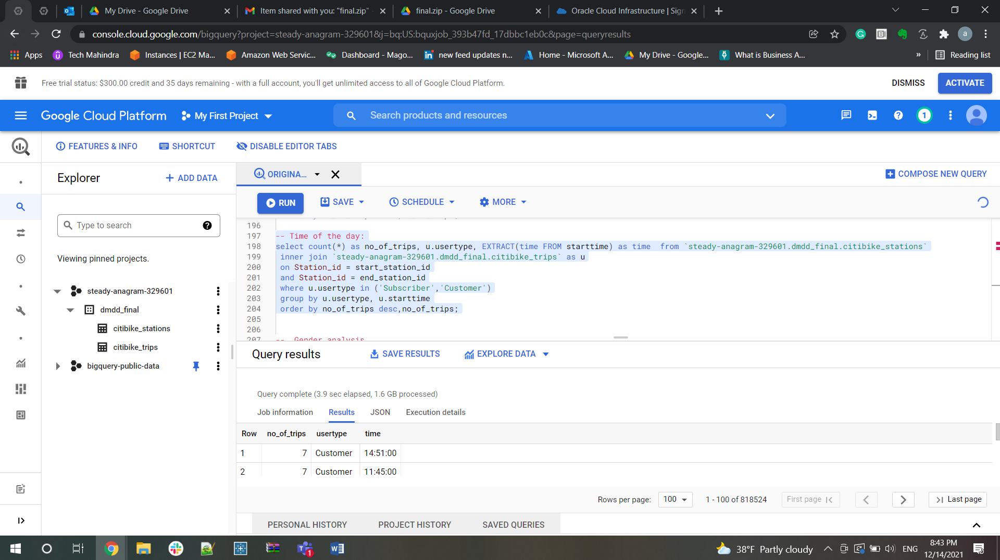 My Drive - Google Drive
Item shared with you: "final.zip"
final.zip - Google Drive
Oracle Cloud Infrastructure | Sign
console.cloud.google.com/bigquery?project=steady-anagram-329601&j=bq:US:bquxjob_393b47fd_17dbbc1eb0c&page=queryresults
Apps Tech Mahindra Instances | EC2 Ma... Amazon Web Servic... Dashboard - Mago... new feed updates n... Home - Microsoft A... My Drive - Google... What is Business A... » Reading list
Free trial status: $300.00 credit and 35 days remaining - with a full account, you'll get unlimited access to all of Google Cloud Platform.
DISMISS ACTIVATE
Google Cloud Platform My First Project Search products and resources 1
FEATURES & INFO SHORTCUT DISABLE EDITOR TABS
Explorer + ADD DATA
ORIGINA... COMPOSE NEW QUERY
RUN SAVE SCHEDULE MORE
Type to search
Viewing pinned projects.
steady-anagram-329601
dmdd_final
citibike_stations
citibike_trips
bigquery-public-data
196
197 -- Time of the day:
198 select count(*) as no_of_trips, u.usertype, EXTRACT(time FROM starttime) as time  from `steady-anagram-329601.dmdd_final.citibike_stations`
199 inner join `steady-anagram-329601.dmdd_final.citibike_trips` as u
200 on Station_id = start_station_id
201 and Station_id = end_station_id
202 where u.usertype in ('Subscriber','Customer')
203 group by u.usertype, u.starttime
204 order by no_of_trips desc,no_of_trips;
205
206
207 -- Gender analysis
Query results SAVE RESULTS EXPLORE DATA
Query complete (3.9 sec elapsed, 1.6 GB processed)
Job information Results JSON Execution details
Row no_of_trips usertype time
1 7 Customer 14:51:00
2 7 Customer 11:45:00
Rows per page: 100 1 - 100 of 818524 First page Last page
PERSONAL HISTORY PROJECT HISTORY SAVED QUERIES
38°F Partly cloudy ENG
8:43 PM
12/14/2021